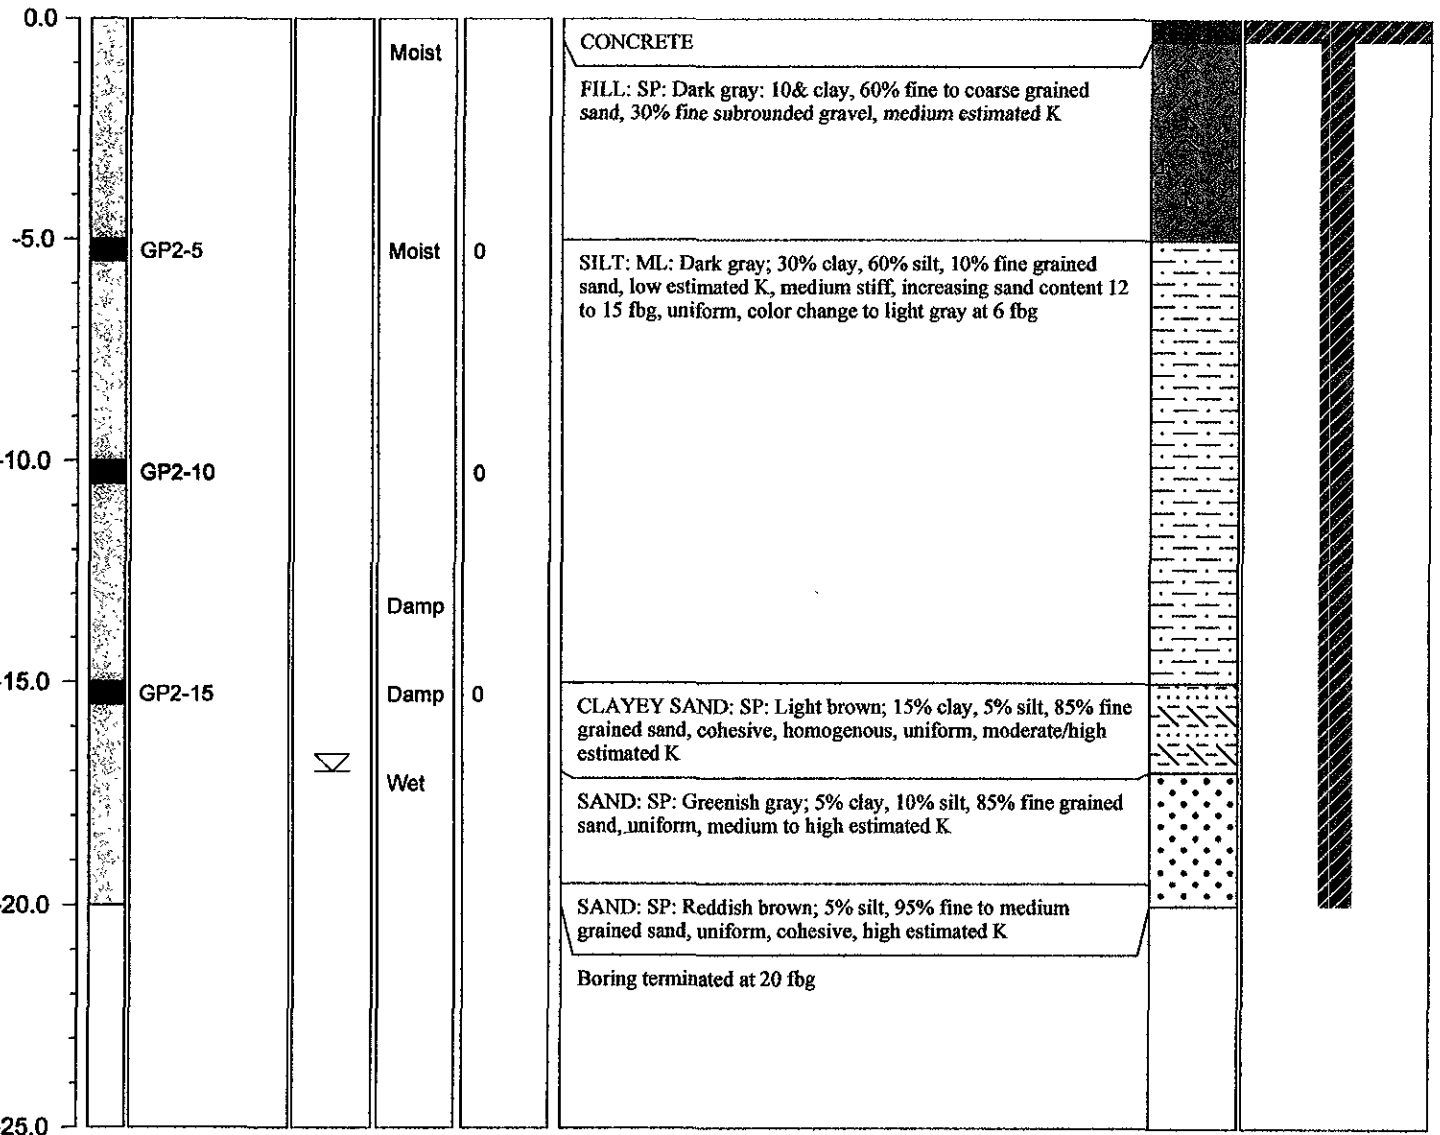 0.0
Moist
CONCRETE
FILL: SP: Dark gray: 10& clay, 60% fine to coarse grained
sand, 30% fine subrounded gravel, medium estimated K
-5.0
GP2-5
Moist
0
SILT: ML: Dark gray; 30% clay, 60% silt, 10% fine grained
sand, low estimated K, medium stiff, increasing sand content 12
to 15 fbg, uniform, color change to light gray at 6 fbg
-10.0
GP2-10
0
Damp
-15.0
GP2-15
Damp
0
CLAYEY SAND: SP: Light brown; 15% clay, 5% silt, 85% fine
grained sand, cohesive, homogenous, uniform, moderate/high
estimated K
Wet
SAND: SP: Greenish gray; 5% clay, 10% silt, 85% fine grained
sand, uniform, medium to high estimated K
20.0
SAND: SP: Reddish brown; 5% silt, 95% fine to medium
grained sand, uniform, cohesive, high estimated K
Boring terminated at 20 fbg
25.0